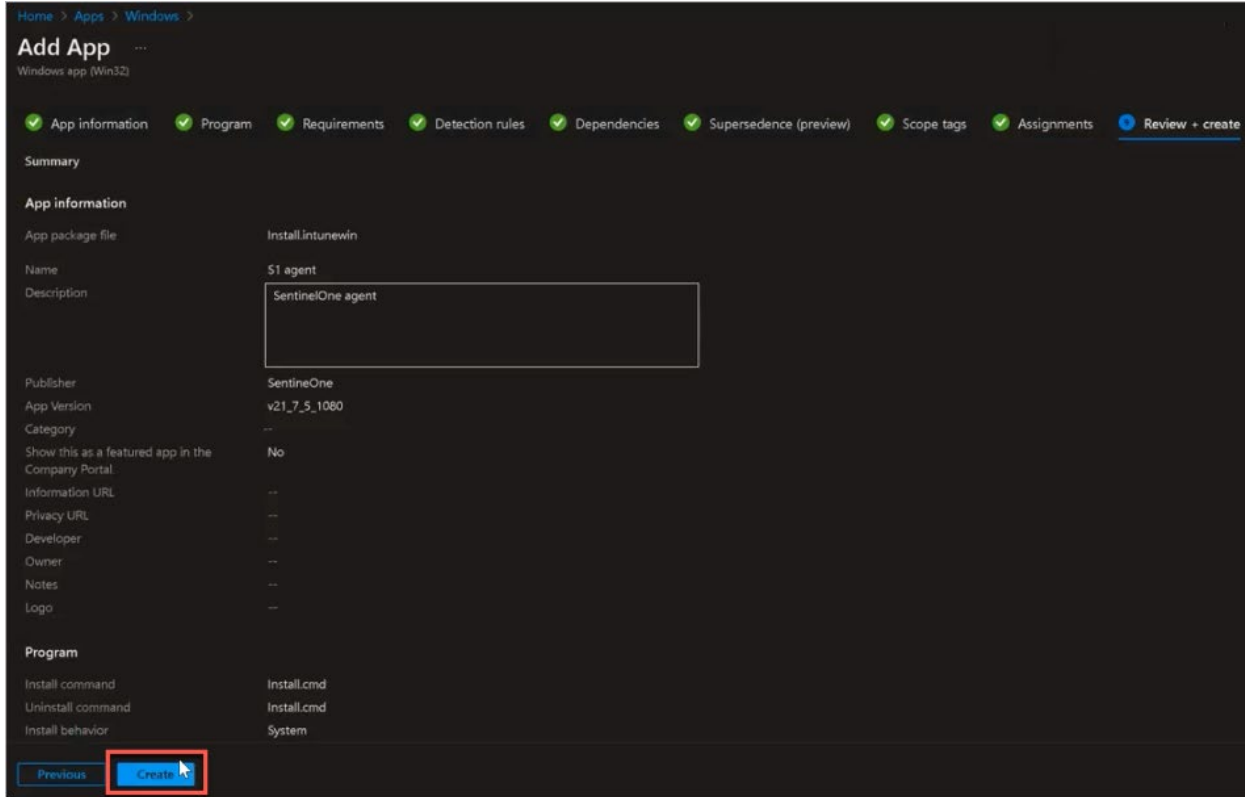 Home > Apps > Windows >
Add App ...
Windows app (Win32)
App information Program Requirements Detection rules Dependencies Supersedence (preview) Scope tags Assignments Review + create
Summary
App information
App package file Install.intunewin
Name S1 agent
Description SentinelOne agent
Publisher SentineOne
App Version v21_7_5_1080
Category --
Show this as a featured app in the No
Company Portal
Information URL --
Privacy URL --
Developer --
Owner --
Notes --
Logo --
Program
Install command Install.cmd
Uninstall command Install.cmd
Install behavior System
Previous Create